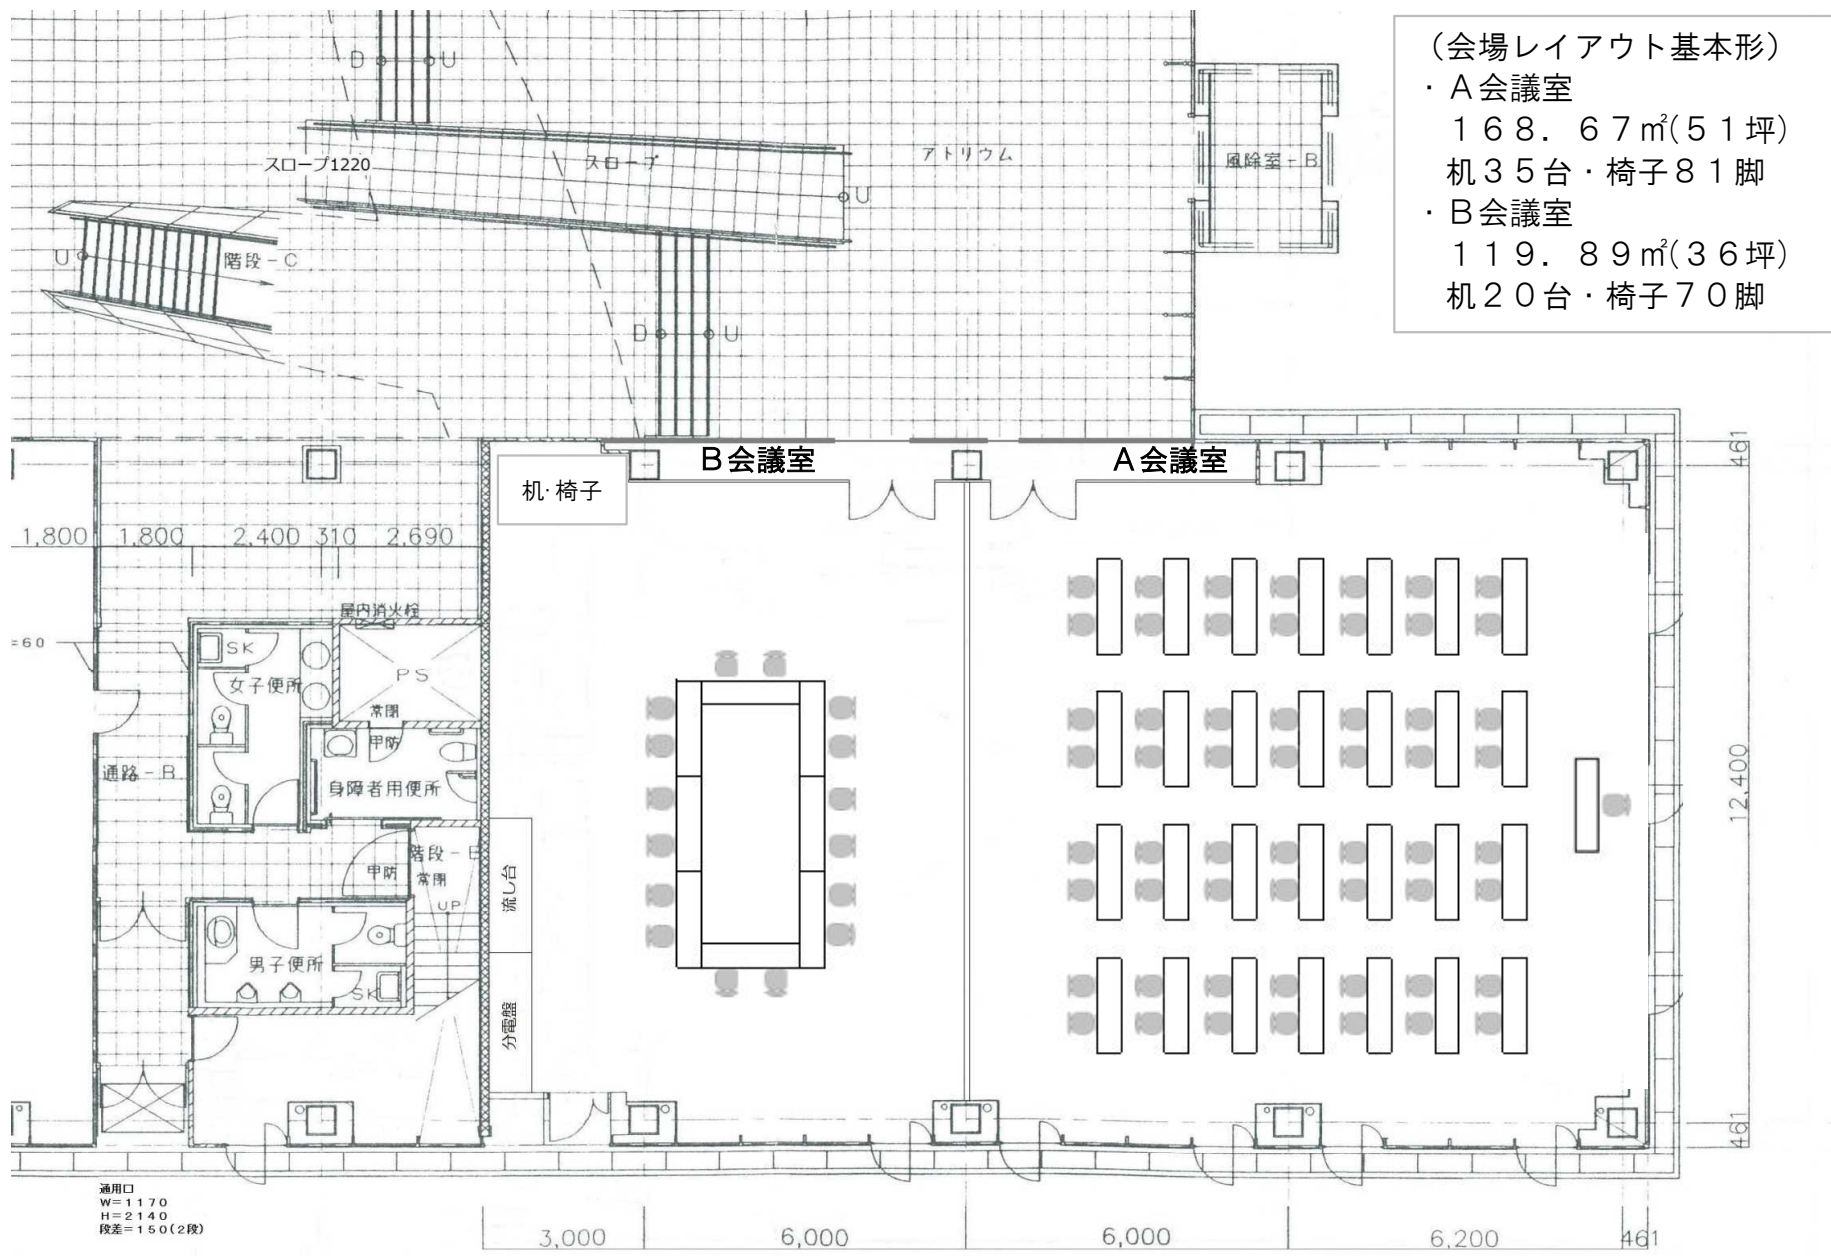 （会場レイアウト基本形）
・Ａ会議室
１６８．６７㎡(５１坪)
机３５台・椅子８１脚
・Ｂ会議室
１１９．８９㎡(３６坪)
机２０台・椅子７０脚
D
U
スロープ1220
スロープ
アトリウム
風除室－B
U
U
階段－C
D
U
Ｂ会議室
Ａ会議室
461
机・椅子
1,800
1,800
2,400
310
2,690
屋内消火栓
=60
SK
PS
女子便所
常閉
甲防
通路－B
身障者用便所
12,400
階段－B
甲防
常閉
流し台
UP
男子便所
SK
分電盤
461
通用口
W＝１１７０
H＝２１４０
段差＝１５０(２段)
3,000
6,000
6,000
6,200
461